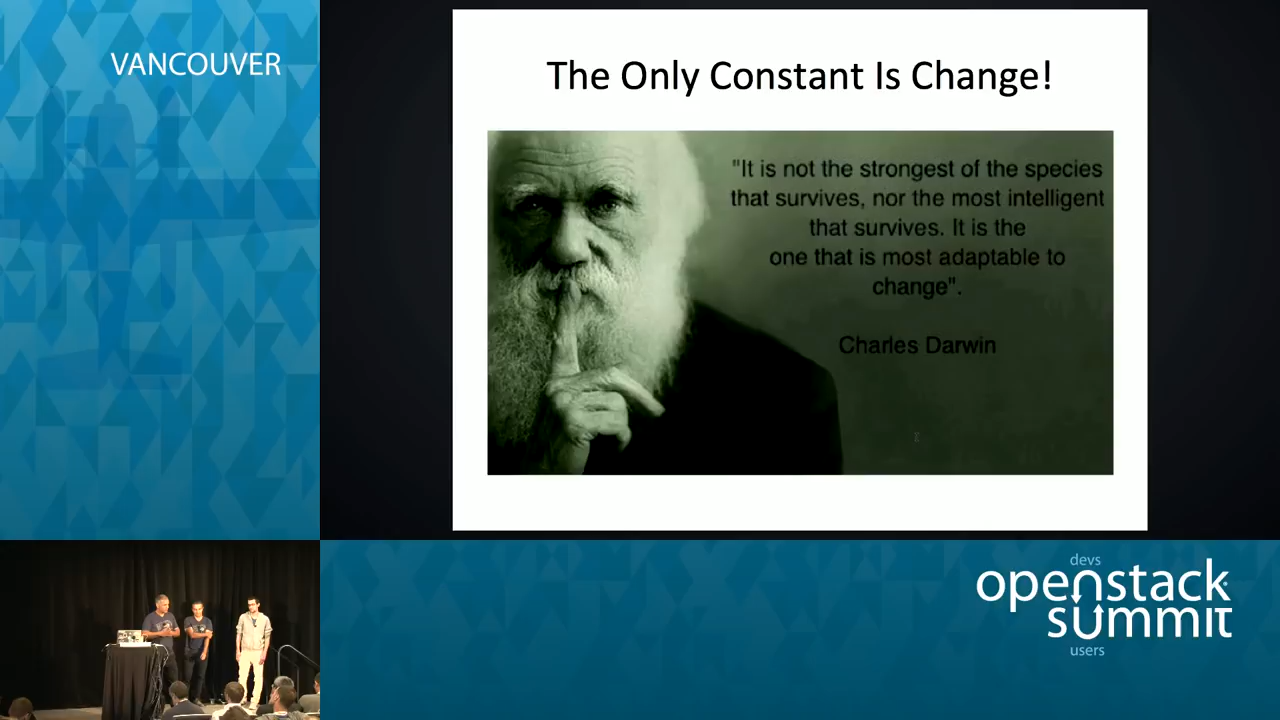 VANCOUVER
The Only Constant Is Change!
"It is not the strongest of the species
that survives, nor the most intelligent
that survives. It is the
one that is most adaptable to
change".
Charles Darwin
devs
openstack
summit
users